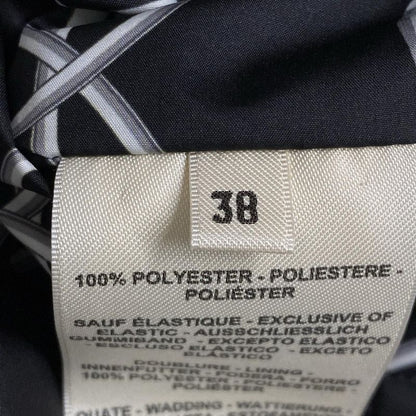 38
100% POLYESTER - POLIESTERE -
POLIÉSTER
SAUF ÉLASTIQUE - EXCLUSIVE OF
ELASTIC - AUSSCHLIESSLICH
GUMMIBAND - EXCEPTO ELASTICO
- ESCLUSO ELASTICO - EXCETO
ELÁSTICO
DOUBLURE - LINING -
INNENFUTTER - FODERA - FORRO
100% POLYESTER - POLIESTERE -
POLIÉSTER
OUATE - WADDING - WATTIERUNG